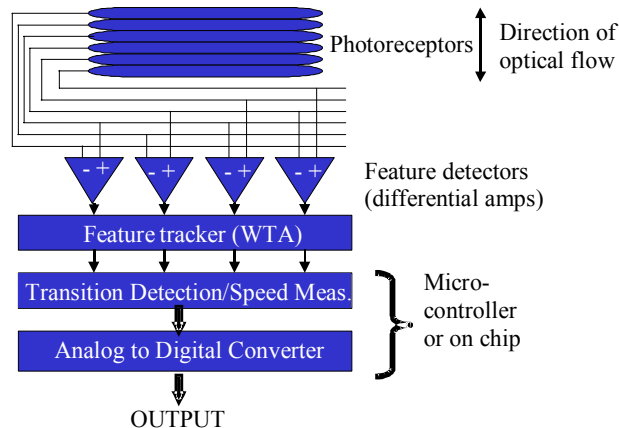 Photoreceptors
Direction of
optical flow
- +
- +
- +
- +
Feature detectors
(differential amps)
Feature tracker (WTA)
Transition Detection/Speed Meas.
Analog to Digital Converter
Micro-
controller
or on chip
OUTPUT